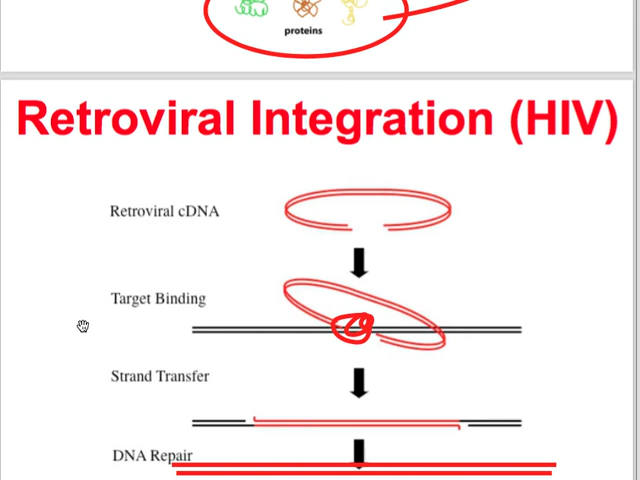 proteins
Retroviral Integration (HIV)
Retroviral cDNA
Target Binding
Strand Transfer
DNA Repair